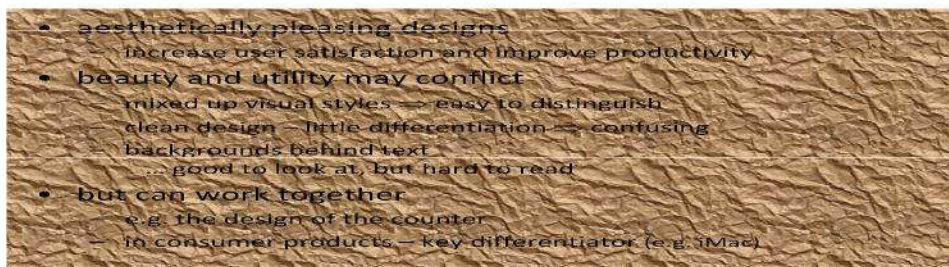 • aesthetically pleasing designs
– increase user satisfaction and improve productivity
• beauty and utility may conflict
– mixed up visual styles ⇒ easy to distinguish
– clean design – little differentiation ⇒ confusing
– backgrounds behind text
… good to look at, but hard to read
• but can work together
– e.g. the design of the counter
– in consumer products – key differentiator (e.g. iMac)